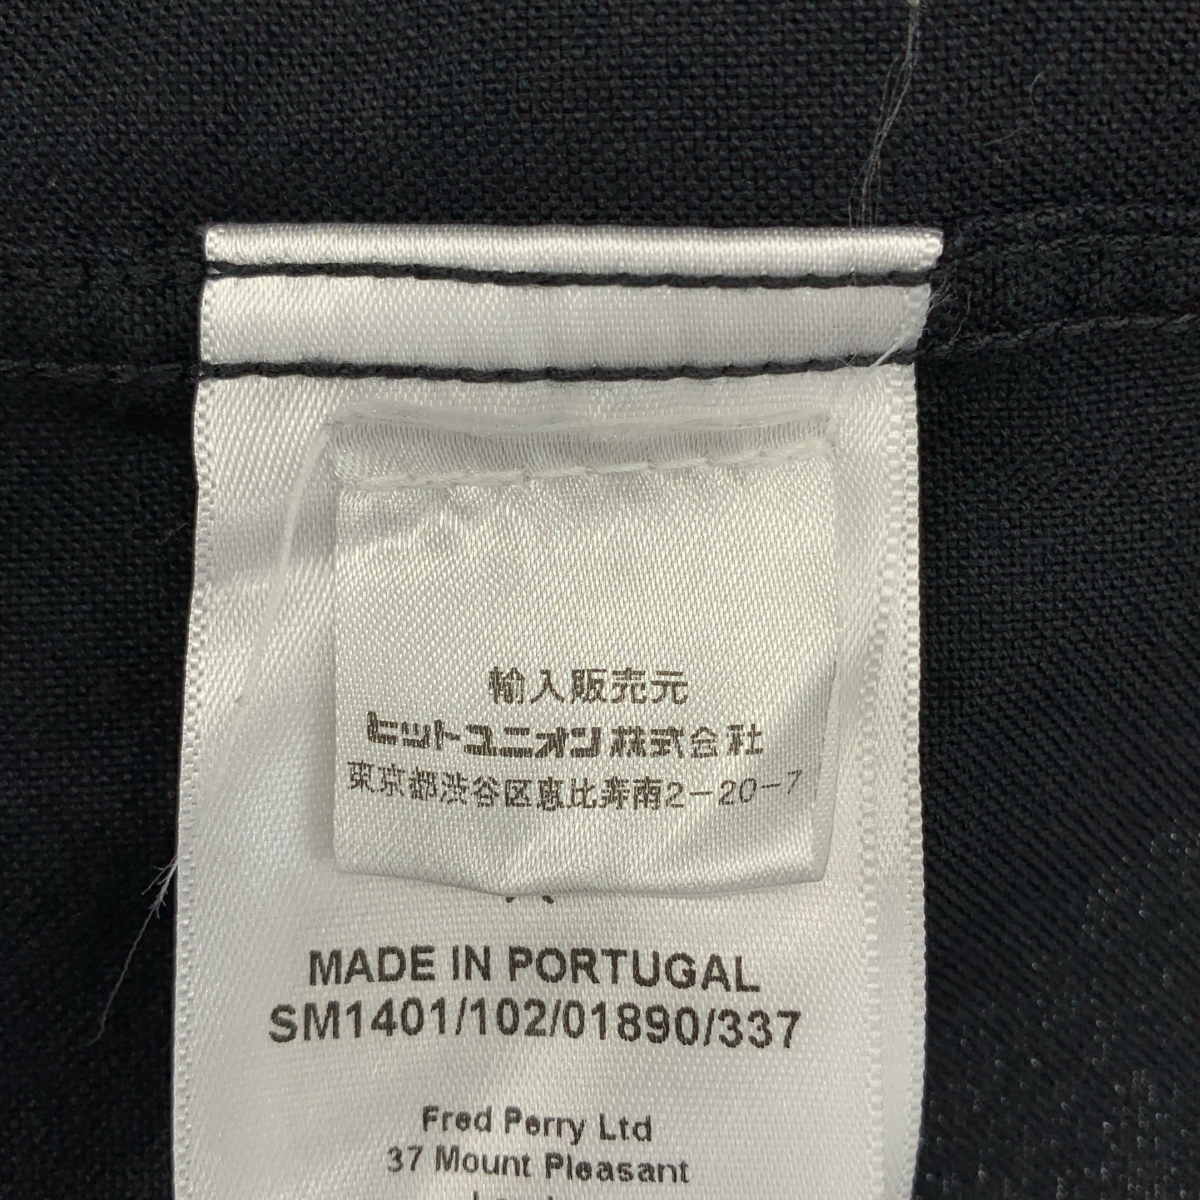 輸入販売元
ヒットユニオン株式会社
東京都渋谷区恵比寿南2-20-7
MADE IN PORTUGAL
SM1401/102/01890/337
Fred Perry Ltd
37 Mount Pleasant